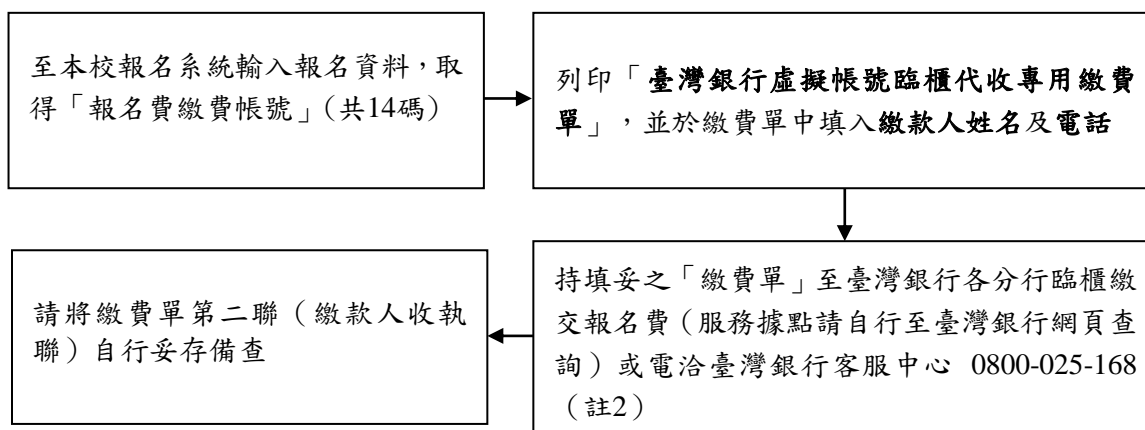 至本校報名系統輸入報名資料，取
得「報名費繳費帳號」(共14碼)
列印「臺灣銀行虛擬帳號臨櫃代收專用繳費
單」，並於繳費單中填入繳款人姓名及電話
持填妥之「繳費單」至臺灣銀行各分行臨櫃繳
交報名費（服務據點請自行至臺灣銀行網頁查
詢）或電洽臺灣銀行客服中心 0800-025-168
（註2）
請將繳費單第二聯（繳款人收執
聯）自行妥存備查